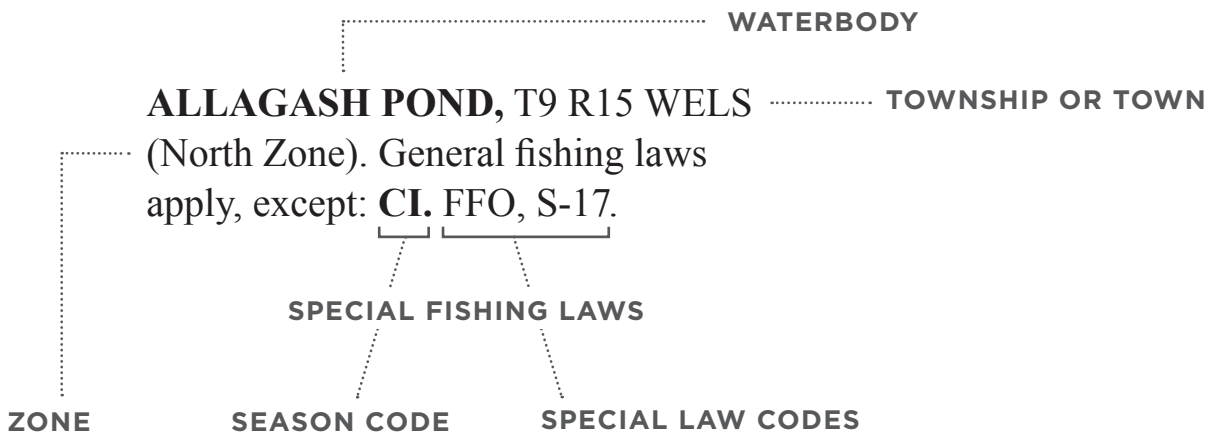 WATERBODY
ALLAGASH POND, T9 R15 WELS
TOWNSHIP OR TOWN
(North Zone). General fishing laws
apply, except: CI. FFO, S-17.
SPECIAL FISHING LAWS
ZONE
SEASON CODE
SPECIAL LAW CODES